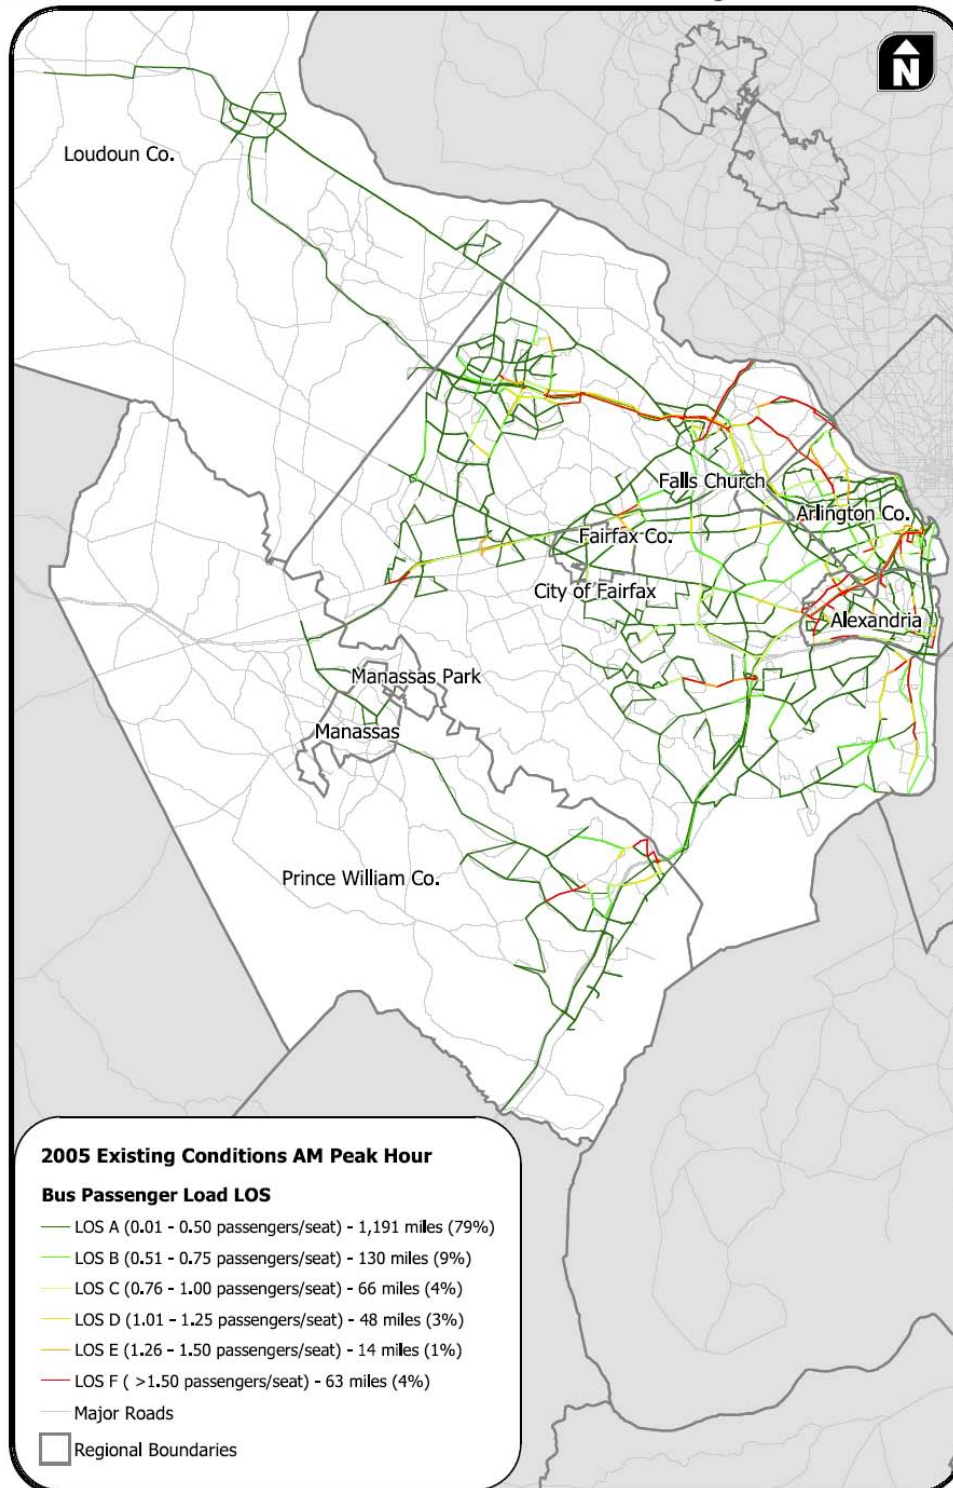 N
Loudoun Co.
Falls Church
Arlington Co.
Fairfax Co.
City of Fairfax
Alexandria
Manassas Park
Manassas
Prince William Co.
2005 Existing Conditions AM Peak Hour
Bus Passenger Load LOS
LOS A (0.01 - 0.50 passengers/seat) - 1,191 miles (79%)
LOS B (0.51 - 0.75 passengers/seat) - 130 miles (9%)
LOS C (0.76 - 1.00 passengers/seat) - 66 miles (4%)
LOS D (1.01 - 1.25 passengers/seat) - 48 miles (3%)
LOS E (1.26 - 1.50 passengers/seat) - 14 miles (1%)
LOS F ( >1.50 passengers/seat) - 63 miles (4%)
Major Roads
Regional Boundaries